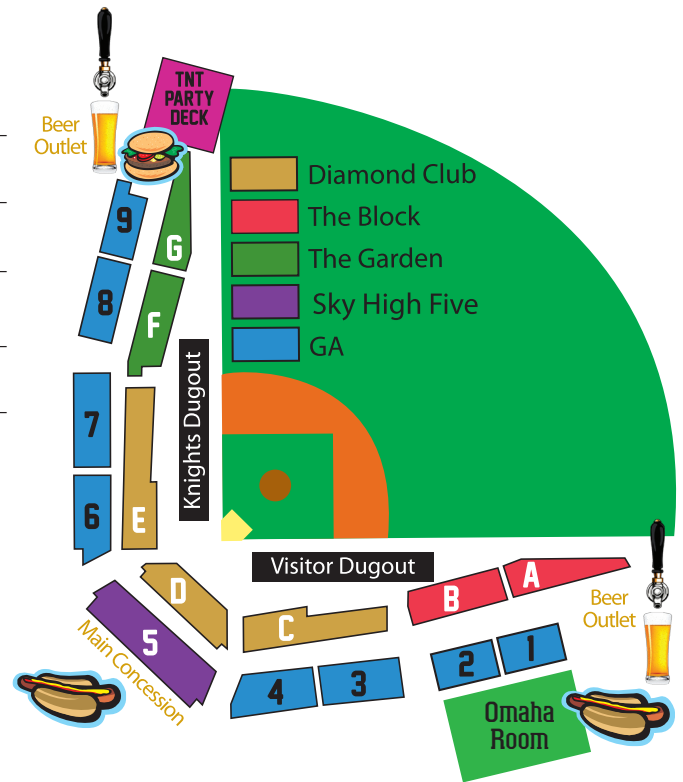 TNT
PARTY
DECK
Beer
Outlet
Diamond Club
The Block
The Garden
Sky High Five
GA
9
G
8
F
Knights Dugout
7
6
E
Visitor Dugout
D
C
B
A
Beer
Outlet
5
Main Concession
4
3
2
1
Omaha
Room